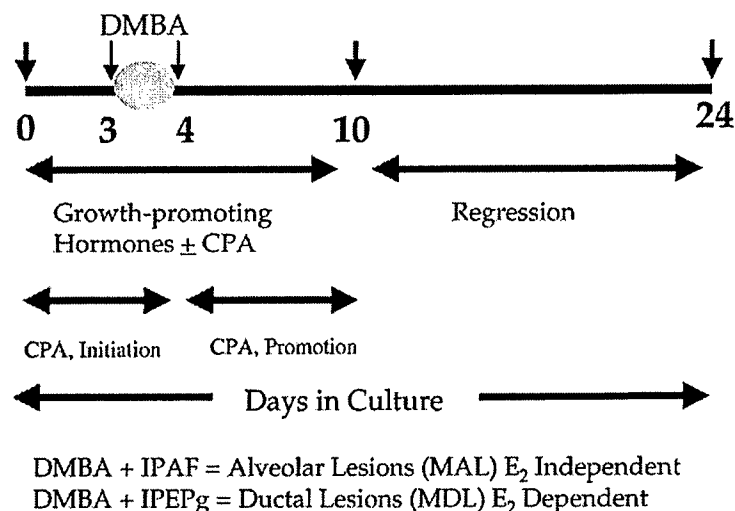 DMBA
0 3 4 10 24
Growth-promoting Regression
Hormones ± CPA
CPA, Initiation CPA, Promotion
Days in Culture
DMBA + IPAF = Alveolar Lesions (MAL) E₂ Independent
DMBA + IPEPg = Ductal Lesions (MDL) E₂ Dependent